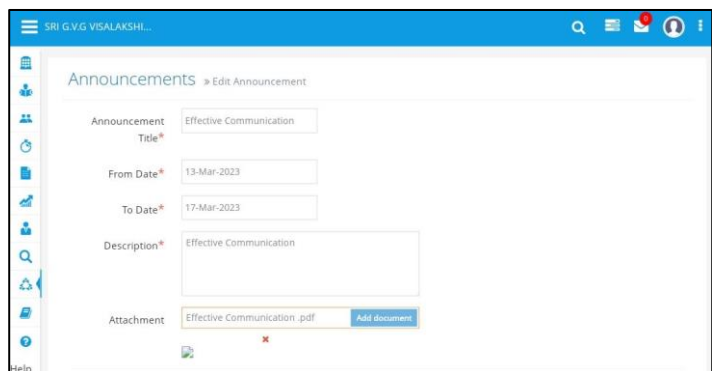 SRI G.V.G VISALAKSHI...
0
Announcements » Edit Announcement
Announcement Title* Effective Communication
From Date* 13-Mar-2023
To Date* 17-Mar-2023
Description* Effective Communication
Attachment Effective Communication .pdf Add document
Help